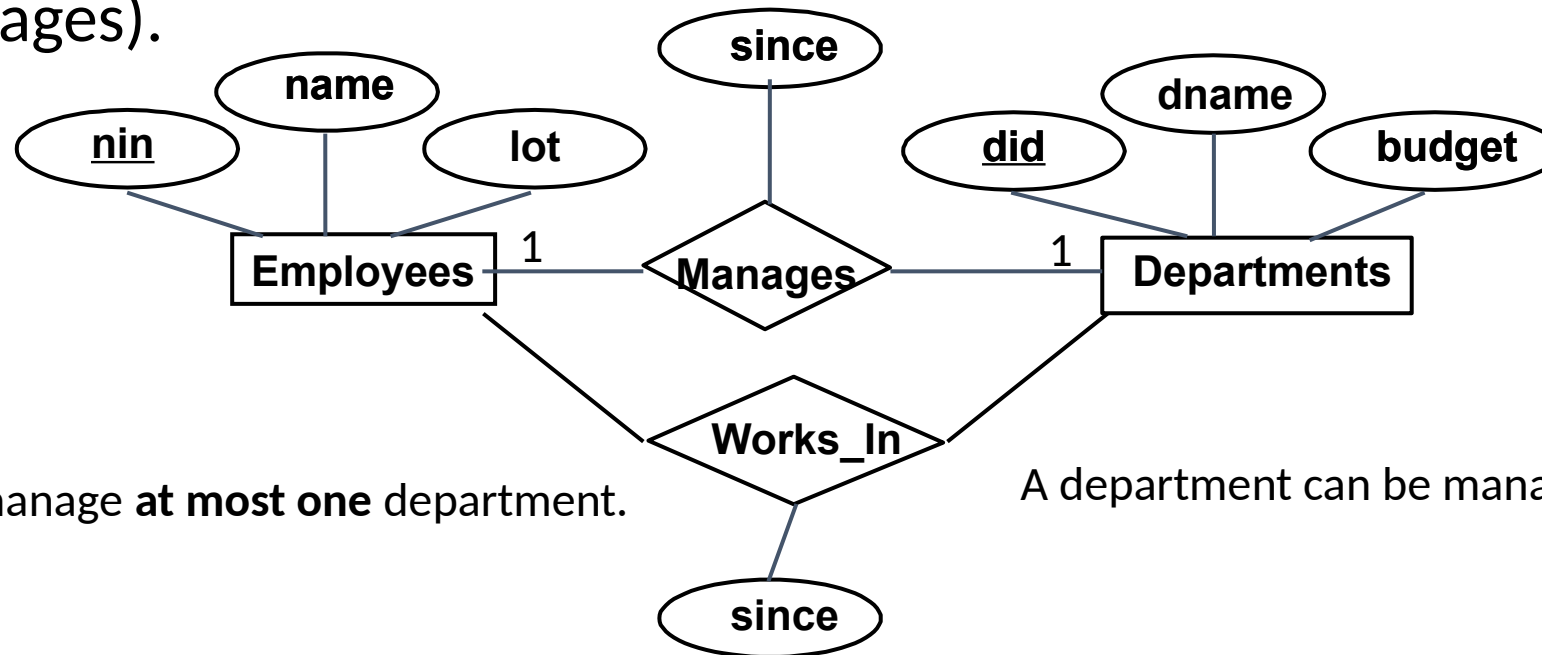 ages).
since
name
dname
nin
lot
did
budget
1
1
Employees
Manages
Departments
Works_In
anage at most one department.
A department can be mana
since